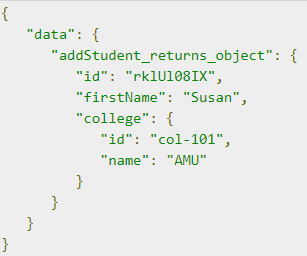 {
"data": {
"addStudent_returns_object": {
"id": "rklUl08IX",
"firstName": "Susan",
"college": {
"id": "col-101",
"name": "AMU"
}
}
}
}